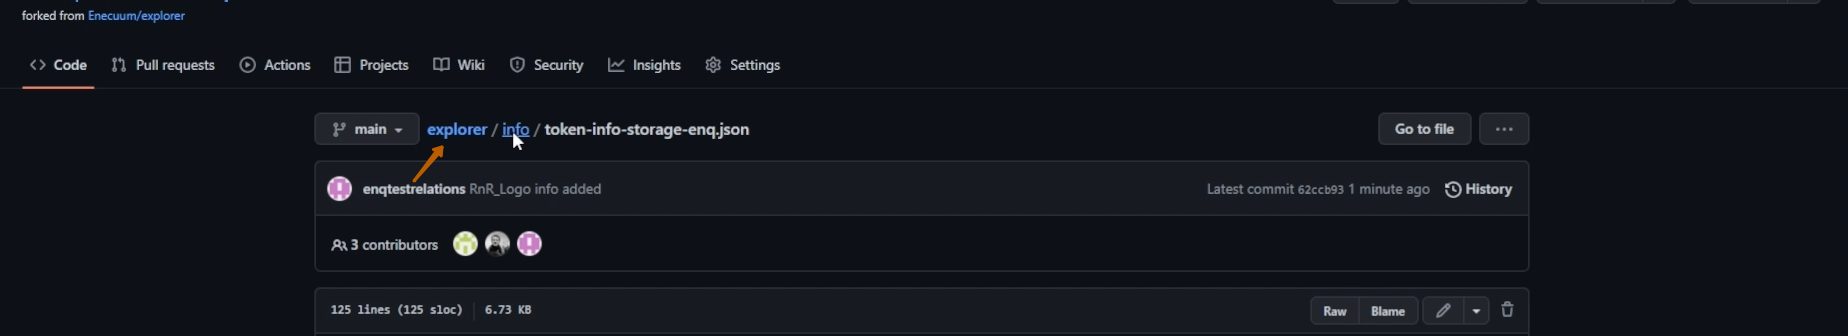 forked from Enecuum/explorer
Code Pull requests Actions Projects Wiki Security Insights Settings
main explorer / info / token-info-storage-enq.json Go to file ...
enqtestrelations RnR_Logo info added Latest commit 62ccb93 1 minute ago History
3 contributors
125 lines (125 sloc) 6.73 KB Raw Blame